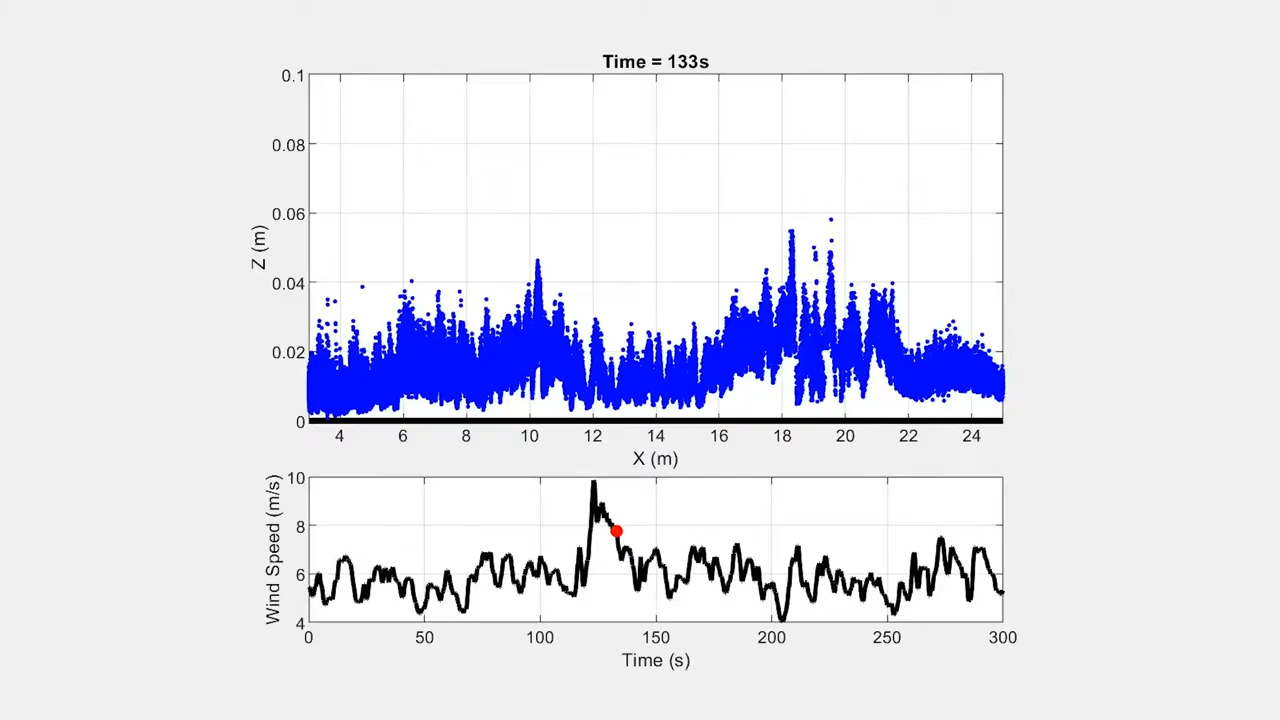 Time = 133s
0.1
0.08
0.06
0.04
0.02
0
Z (m)
4 6 8 10 12 14 16 18 20 22 24
X (m)
10
8
6
4
Wind Speed (m/s)
0 50 100 150 200 250 300
Time (s)